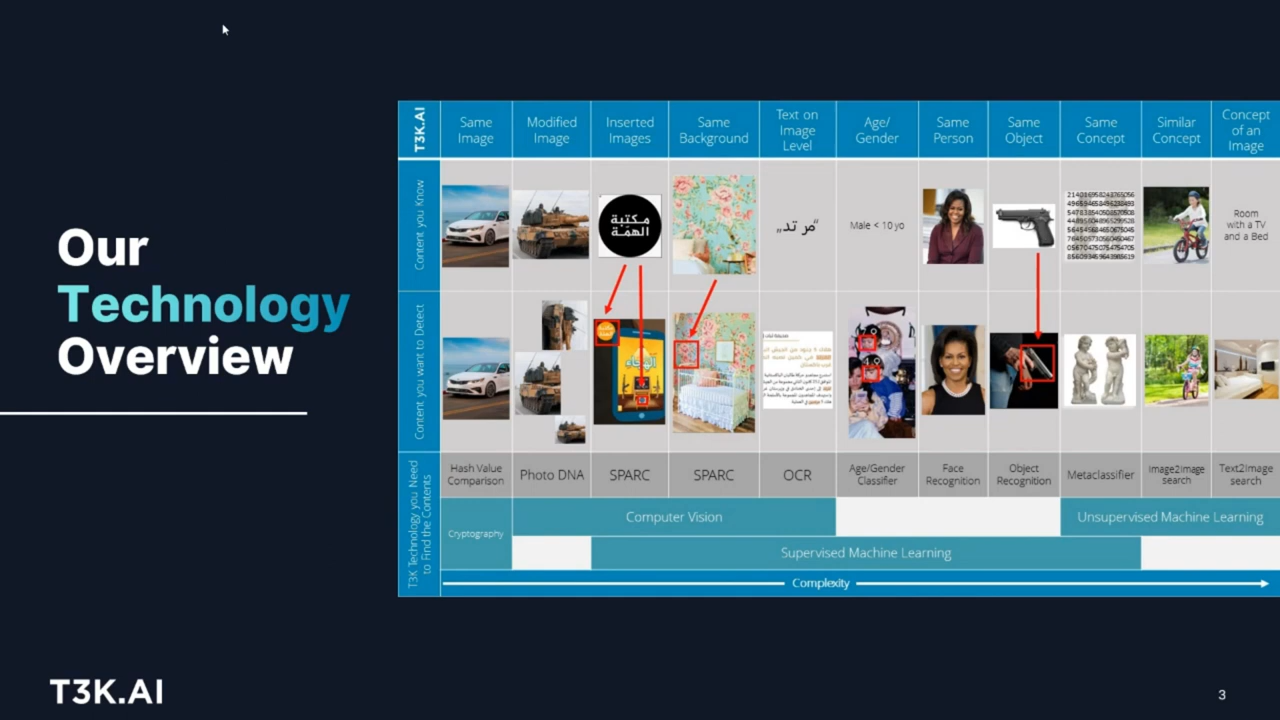 Our
Technology
Overview
T3K.AI
Same
Image
Modified
Image
Inserted
Images
Same
Background
Text on
Image
Level
Age/
Gender
Same
Person
Same
Object
Same
Concept
Similar
Concept
Concept
of an
Image
Content you Know
مكتبة
الهمّة
„مر تد“
Male < 10 yo
Room
with a TV
and a Bed
Content you want to Detect
T3K Technology you Need
to Find the Contents
Hash Value
Comparison
Photo DNA
SPARC
SPARC
OCR
Age/Gender
Classifier
Face
Recognition
Object
Recognition
Metaclassifier
Image2Image
search
Text2Image
search
Cryptography
Computer Vision
Unsupervised Machine Learning
Supervised Machine Learning
Complexity
T3K.AI
3